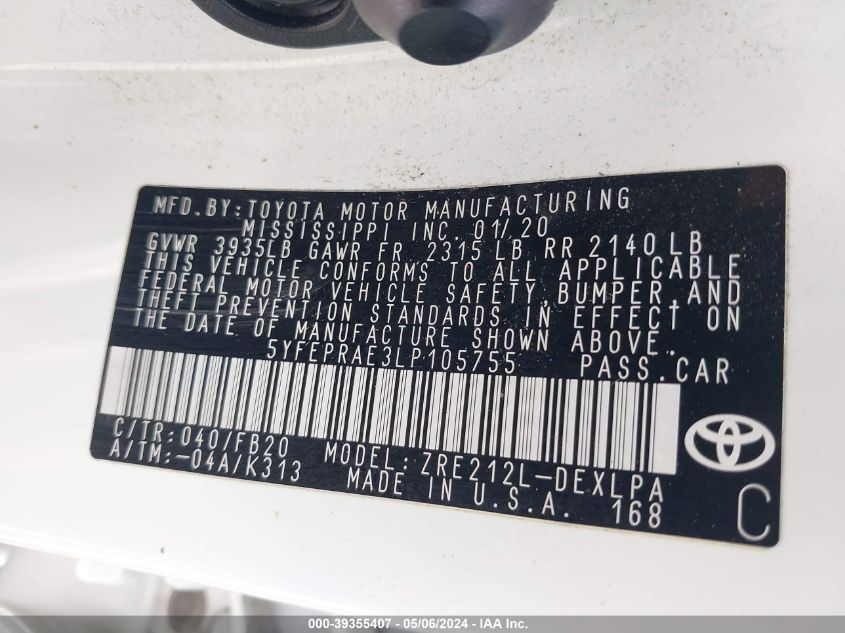 MFD.BY:TOYOTA MOTOR MANUFACTURING
MISSISSIPPI INC. 01/20
GVWR 3935LB GAWR FR 2315 LB RR 2140 LB
THIS VEHICLE CONFORMS TO ALL APPLICABLE
FEDERAL MOTOR VEHICLE SAFETY,BUMPER,AND
THEFT PREVENTION STANDARDS IN EFFECT ON
THE DATE OF MANUFACTURE SHOWN ABOVE.
5YFEPRAE3LP105755 PASS.CAR
C/TR:040/FB20 MODEL:ZRE212L-DEXLPA
A/TM:-04A/K313 MADE IN U.S.A. 168
C
000-39355407 - 05/06/2024 - IAA Inc.